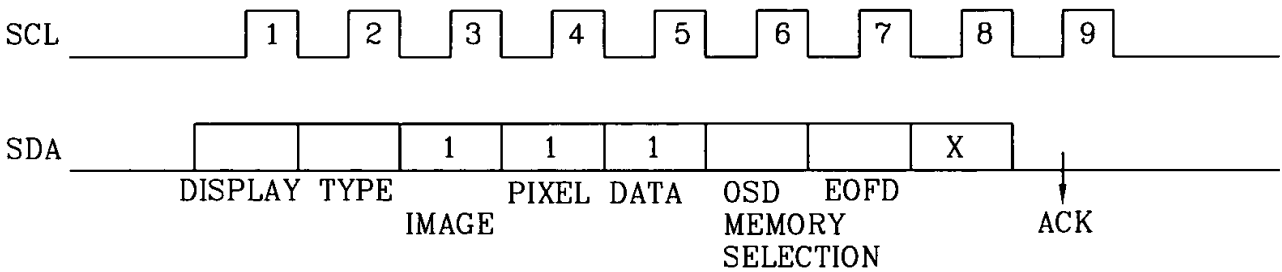 SCL 1 2 3 4 5 6 7 8 9
SDA 1 1 1 X
DISPLAY TYPE PIXEL DATA OSD EOFD
IMAGE MEMORY ACK
SELECTION